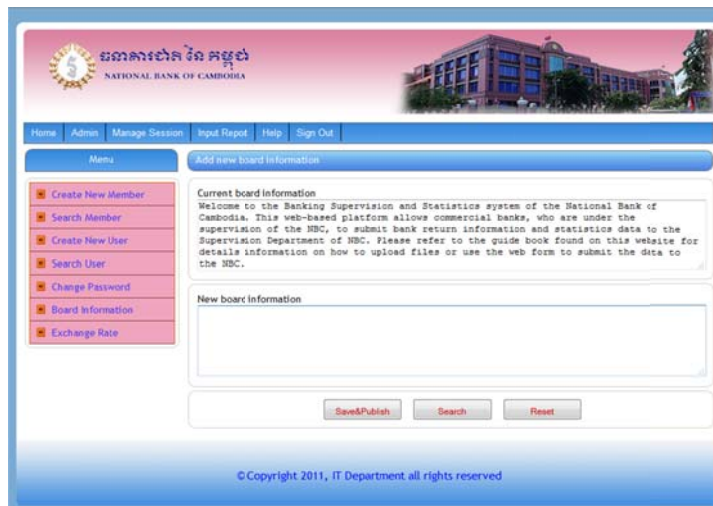 ធនាគារជាតិ នៃ កម្ពុជា
NATIONAL BANK OF CAMBODIA
Home Admin Manage Session Input Repot Help Sign Out
Menu
Create New Member
Search Member
Create New User
Search User
Change Password
Board Information
Exchange Rate
Add new board information
Current board information
Welcome to the Banking Supervision and Statistics system of the National Bank of
Cambodia. This web-based platform allows commercial banks, who are under the
supervision of the NBC, to submit bank return information and statistics data to the
Supervision Department of NBC. Please refer to the guide book found on this website for
details information on how to upload files or use the web form to submit the data to
the NBC.
New board information
Save&Publish Search Reset
©Copyright 2011, IT Department all rights reserved